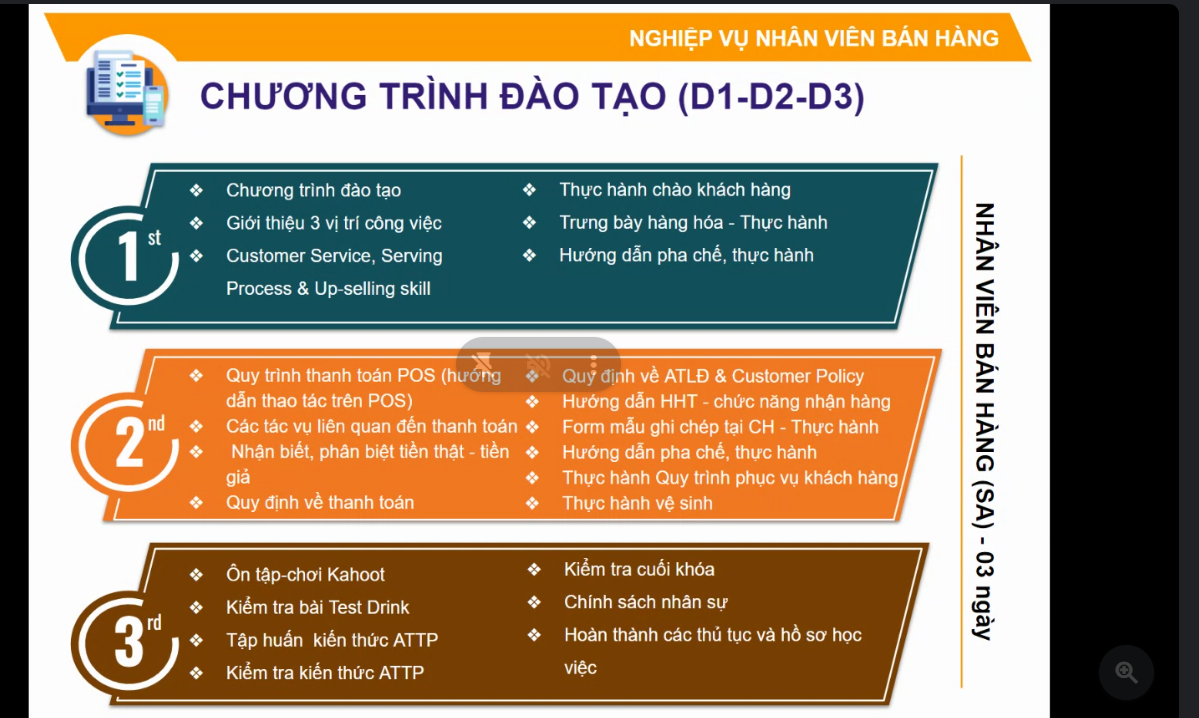 NGHIỆP VỤ NHÂN VIÊN BÁN HÀNG
CHƯƠNG TRÌNH ĐÀO TẠO (D1-D2-D3)
1st
❖ Chương trình đào tạo
❖ Giới thiệu 3 vị trí công việc
❖ Customer Service, Serving
Process & Up-selling skill
❖ Thực hành chào khách hàng
❖ Trưng bày hàng hóa - Thực hành
❖ Hướng dẫn pha chế, thực hành
2nd
❖ Quy trình thanh toán POS (hướng
dẫn thao tác trên POS)
❖ Các tác vụ liên quan đến thanh toán
❖ Nhận biết, phân biệt tiền thật - tiền
giả
❖ Quy định về thanh toán
❖ Quy định về ATLĐ & Customer Policy
❖ Hướng dẫn HHT - chức năng nhận hàng
❖ Form mẫu ghi chép tại CH - Thực hành
❖ Hướng dẫn pha chế, thực hành
❖ Thực hành Quy trình phục vụ khách hàng
❖ Thực hành vệ sinh
3rd
❖ Ôn tập-chơi Kahoot
❖ Kiểm tra bài Test Drink
❖ Tập huấn kiến thức ATTP
❖ Kiểm tra kiến thức ATTP
❖ Kiểm tra cuối khóa
❖ Chính sách nhân sự
❖ Hoàn thành các thủ tục và hồ sơ học
việc
NHÂN VIÊN BÁN HÀNG (SA) - 03 ngày